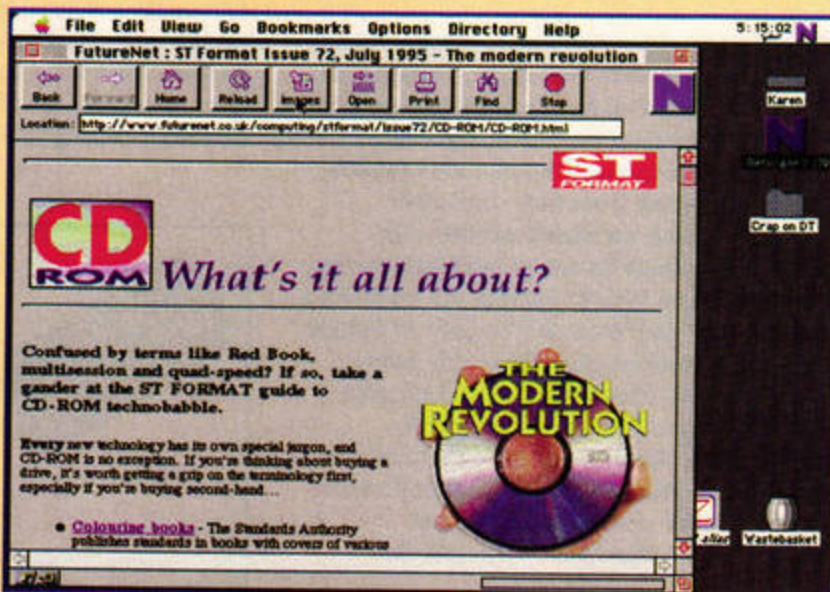 File Edit View Go Bookmarks Options Directory Help
5:15:02
FutureNet : ST Format Issue 72, July 1995 - The modern revolution
Back Forward Home Reload Images Open Print Find Stop
N
Location: http://www.futurenet.co.uk/computing/stformat/issue72/CD-ROM/CD-ROM.html
Karen
ST
FORMAT
Crap on DT
CD
ROM
What's it all about?
Confused by terms like Red Book,
multisession and quad-speed? If so, take a
gander at the ST FORMAT guide to
CD-ROM technobabble.
THE
MODERN
REVOLUTION
Every new technology has its own special jargon, and
CD-ROM is no exception. If you're thinking about buying a
drive, it's worth getting a grip on the terminology first,
especially if you're buying second-hand...
• Colouring books - The Standards Authority
publishes standards in books with covers of various
Wastebasket